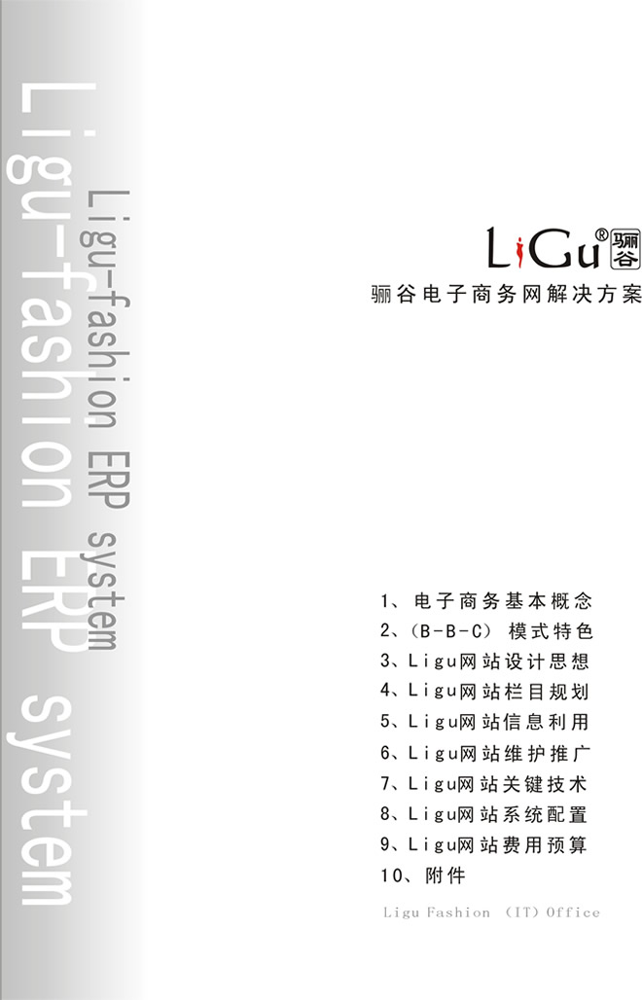 Ligu-fashion ERP system
Ligu-fashion ERP system
LiGu® 骊谷
骊谷电子商务网解决方案
1、电子商务基本概念
2、(B-B-C) 模式特色
3、Ligu网站设计思想
4、Ligu网站栏目规划
5、Ligu网站信息利用
6、Ligu网站维护推广
7、Ligu网站关键技术
8、Ligu网站系统配置
9、Ligu网站费用预算
10、附件
Ligu Fashion （IT）Office